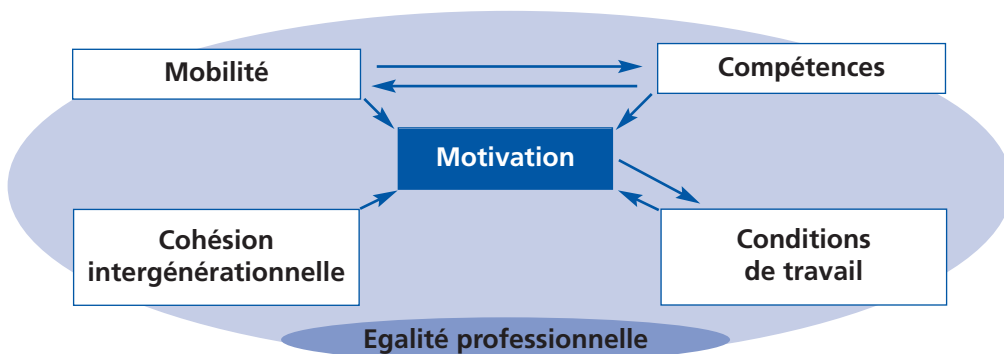 Mobilité
Compétences
Motivation
Cohésion
intergénérationnelle
Conditions
de travail
Egalité professionnelle